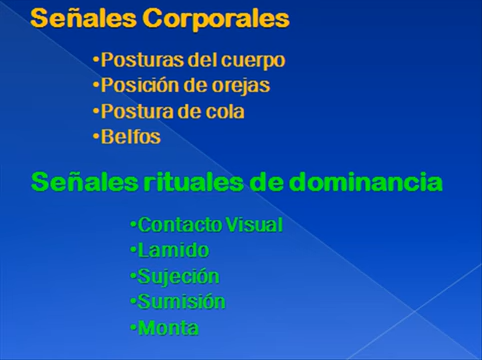 Señales Corporales
•Posturas del cuerpo
•Posición de orejas
•Postura de cola
•Belfos
Señales rituales de dominancia
•Contacto Visual
•Lamido
•Sujeción
•Sumisión
•Monta